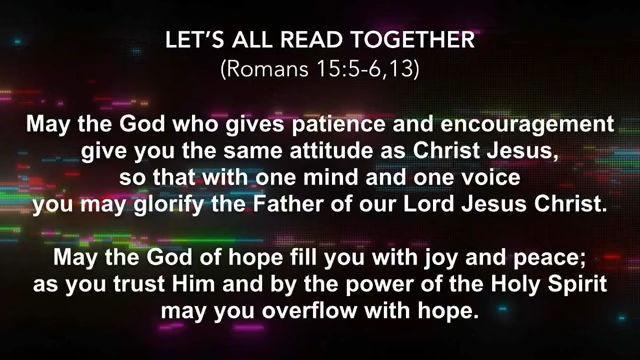 LET'S ALL READ TOGETHER
(Romans 15:5-6,13)
May the God who gives patience and encouragement
give you the same attitude as Christ Jesus,
so that with one mind and one voice
you may glorify the Father of our Lord Jesus Christ.
May the God of hope fill you with joy and peace;
as you trust Him and by the power of the Holy Spirit
may you overflow with hope.